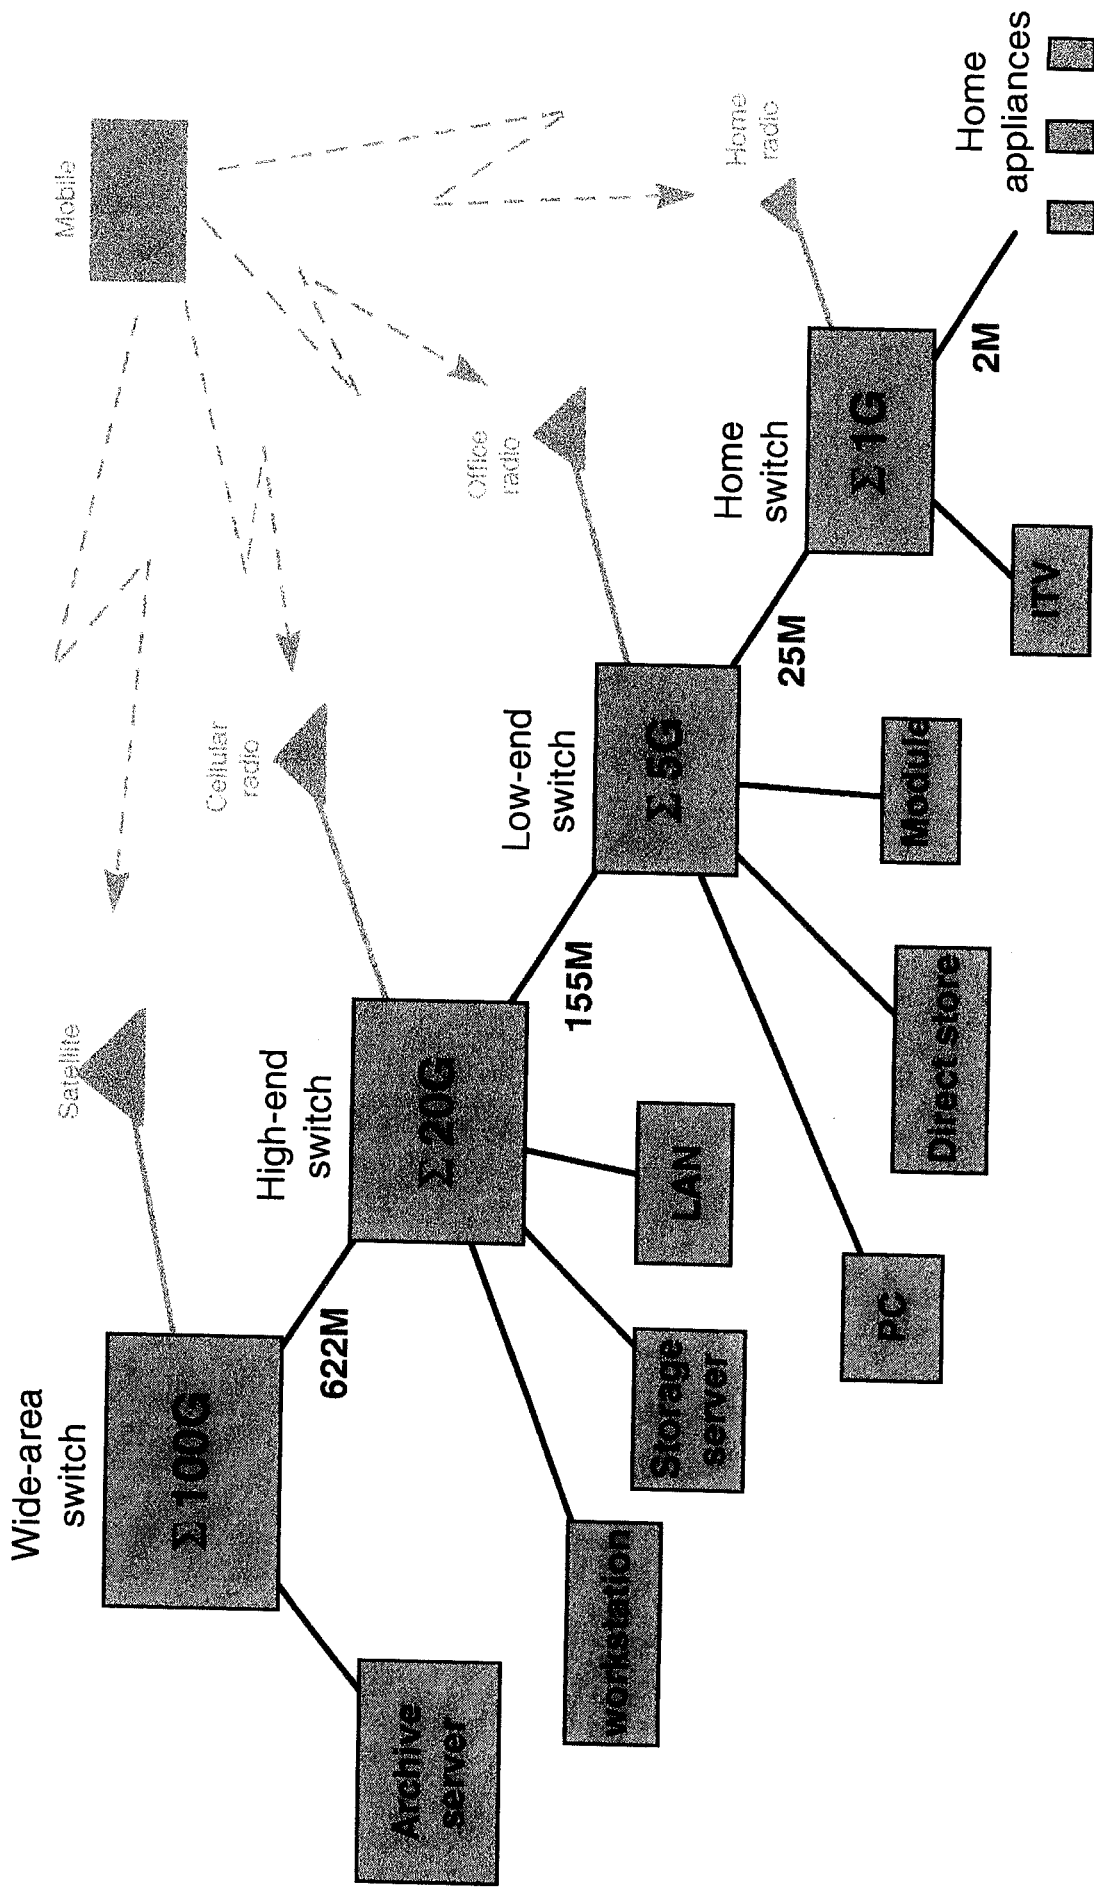 Wide-area
switch
Σ 100G
Archive
server
622M
Satellite
High-end
switch
Σ 20G
workstation
Storage
server
LAN
155M
Cellular
radio
Low-end
switch
Σ 5G
PC
Direct store
Module
25M
Office
radio
Home
switch
Σ 1G
ITV
2M
Home
radio
Home
appliances
Mobile